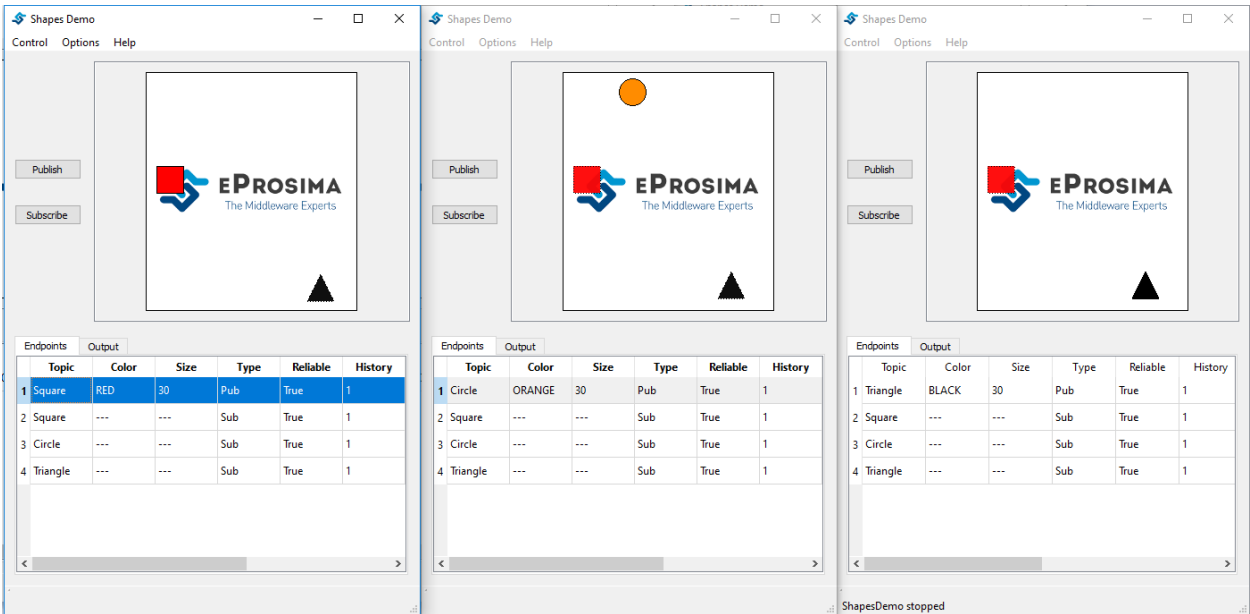 Shapes Demo
Control Options Help
Publish
Subscribe
EPROSIMA
The Middleware Experts
Endpoints Output
Topic Color Size Type Reliable History
1 Square RED 30 Pub True 1
2 Square --- --- Sub True 1
3 Circle --- --- Sub True 1
4 Triangle --- --- Sub True 1
Shapes Demo
Control Options Help
Publish
Subscribe
EPROSIMA
The Middleware Experts
Endpoints Output
Topic Color Size Type Reliable History
1 Circle ORANGE 30 Pub True 1
2 Square --- --- Sub True 1
3 Circle --- --- Sub True 1
4 Triangle --- --- Sub True 1
Shapes Demo
Control Options Help
Publish
Subscribe
EPROSIMA
The Middleware Experts
Endpoints Output
Topic Color Size Type Reliable History
1 Triangle BLACK 30 Pub True 1
2 Square --- --- Sub True 1
3 Circle --- --- Sub True 1
4 Triangle --- --- Sub True 1
ShapesDemo stopped